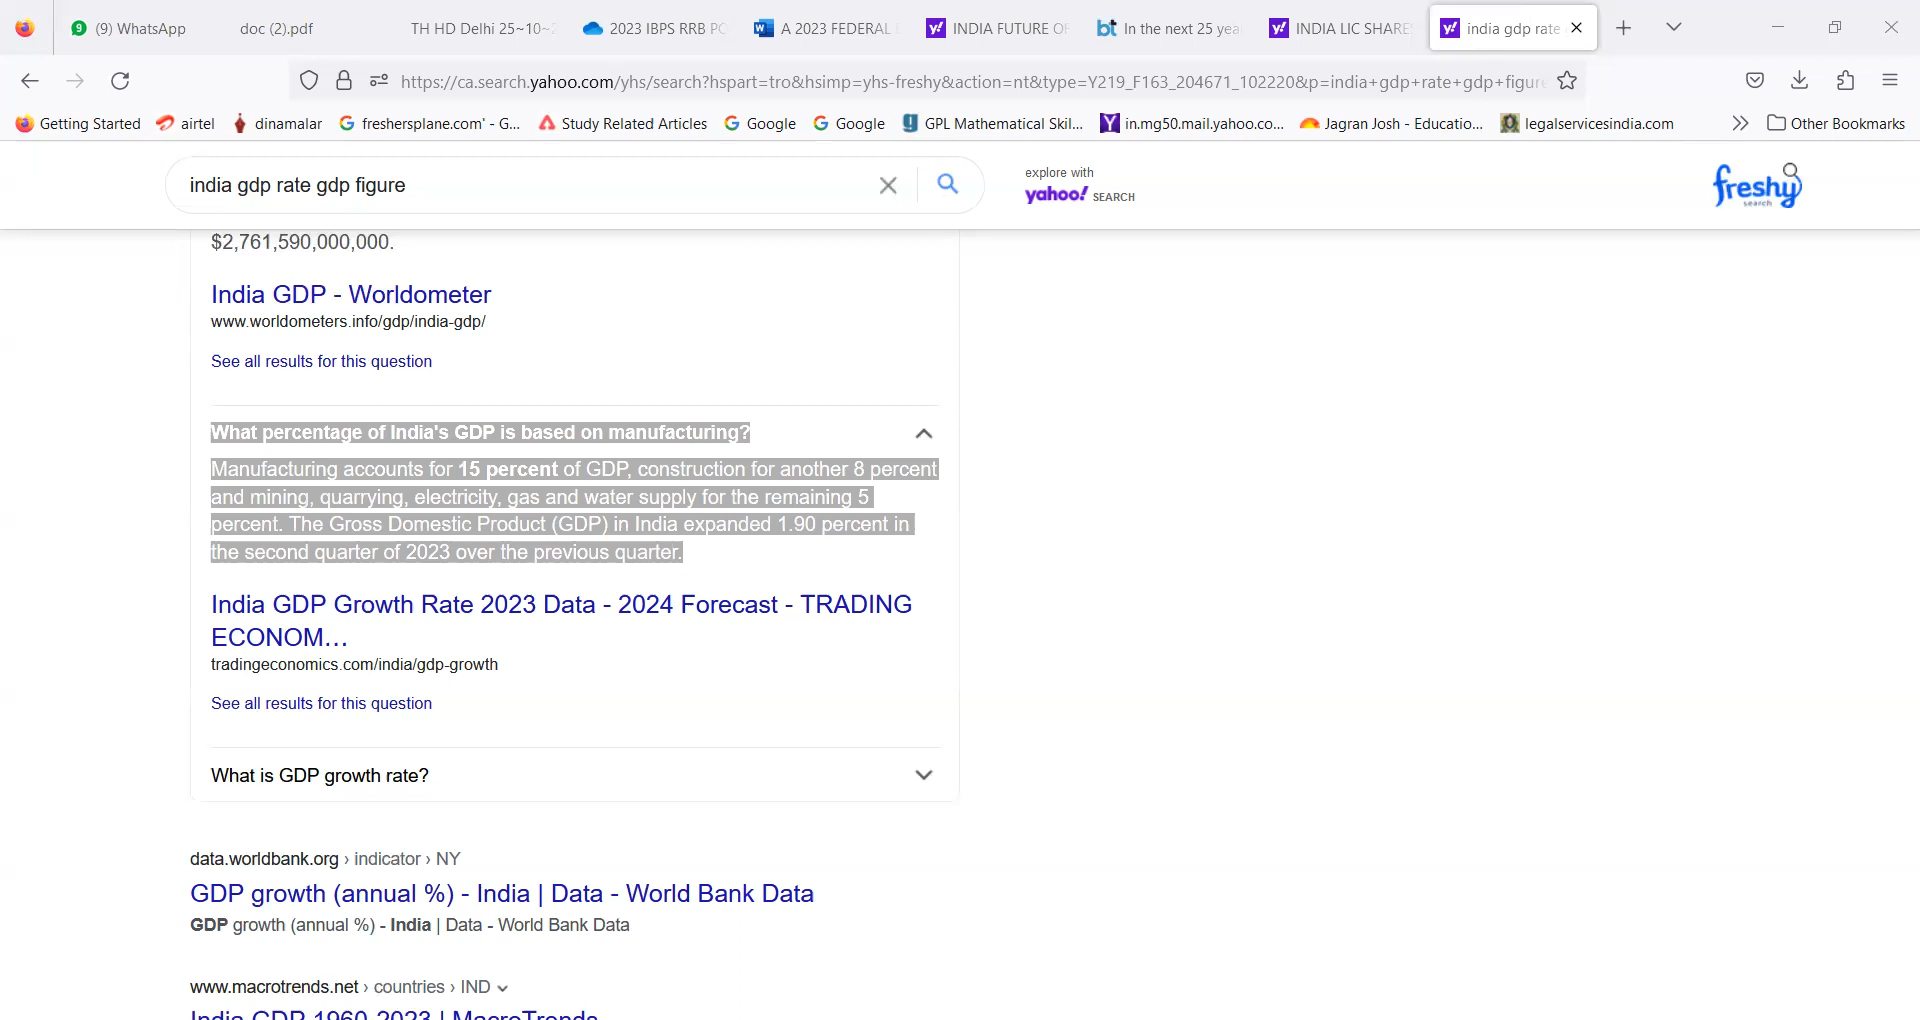 9 (9) WhatsApp
doc (2).pdf
TH HD Delhi 25~10~2
2023 IBPS RRB PO
A 2023 FEDERAL
INDIA FUTURE OF
In the next 25 yea
INDIA LIC SHARES
india gdp rate
https://ca.search.yahoo.com/yhs/search?hspart=tro&hsimp=yhs-freshy&action=nt&type=Y219_F163_204671_102220&p=india+gdp+rate+gdp+figure
Getting Started
airtel
dinamalar
freshersplane.com' - G...
Study Related Articles
Google
Google
GPL Mathematical Skil...
in.mg50.mail.yahoo.co...
Jagran Josh - Educatio...
legalservicesindia.com
Other Bookmarks
india gdp rate gdp figure
explore with
yahoo! SEARCH
freshy
search
$2,761,590,000,000.
India GDP - Worldometer
www.worldometers.info/gdp/india-gdp/
See all results for this question
What percentage of India's GDP is based on manufacturing?
Manufacturing accounts for 15 percent of GDP, construction for another 8 percent
and mining, quarrying, electricity, gas and water supply for the remaining 5
percent. The Gross Domestic Product (GDP) in India expanded 1.90 percent in
the second quarter of 2023 over the previous quarter.
India GDP Growth Rate 2023 Data - 2024 Forecast - TRADING
ECONOM…
tradingeconomics.com/india/gdp-growth
See all results for this question
What is GDP growth rate?
data.worldbank.org › indicator › NY
GDP growth (annual %) - India | Data - World Bank Data
GDP growth (annual %) - India | Data - World Bank Data
www.macrotrends.net › countries › IND
India GDP 1960-2023 | MacroTrends